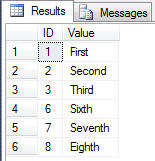 Results Messages
ID Value
1 1 First
2 2 Second
3 3 Third
4 6 Sixth
5 7 Seventh
6 8 Eighth